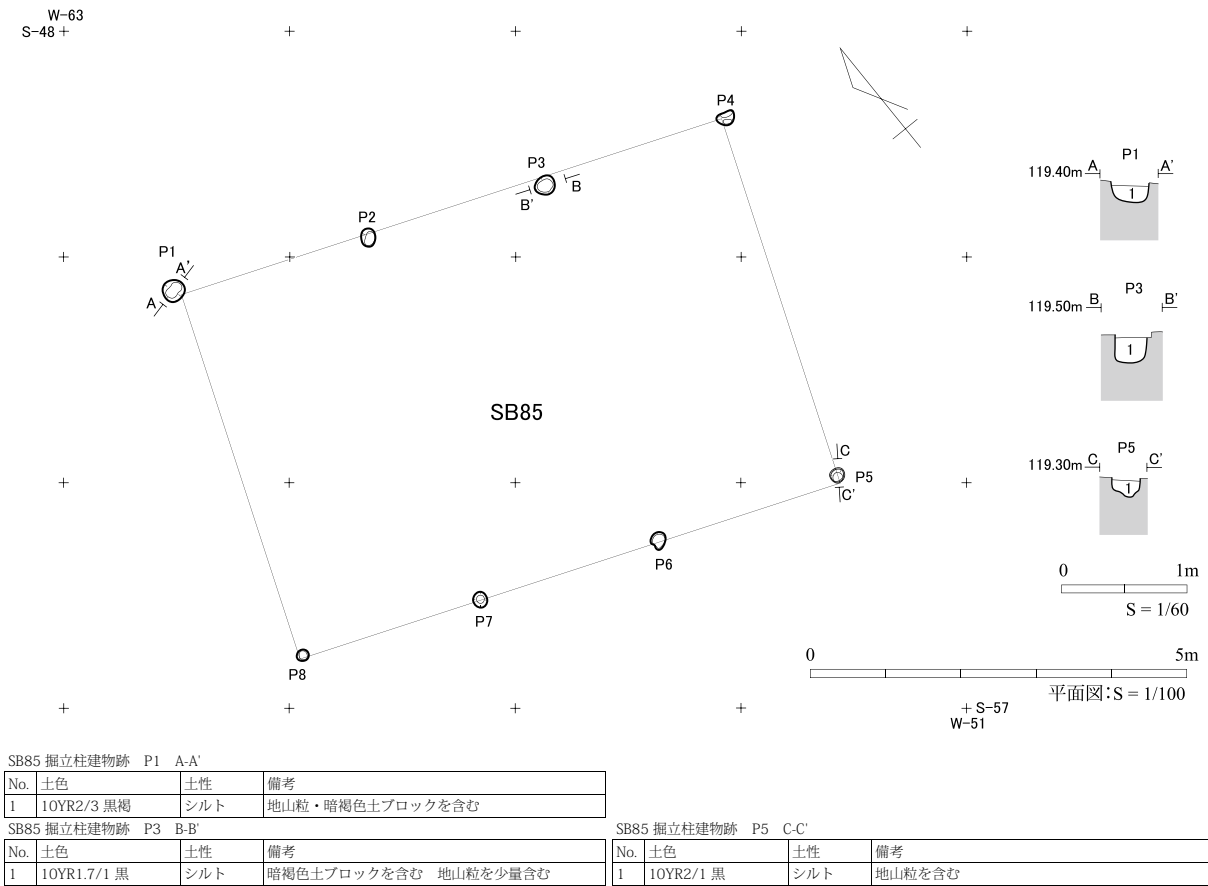 W-63
S-48
P4
P3
B
B'
P2
P1
A'
A
SB85
C
P5
C'
P6
P7
P8
P1
119.40m A A'
1
P3
119.50m B B'
1
P5
119.30m C C'
1
0 1m
S = 1/60
0 5m
平面図:S = 1/100
S-57
W-51
SB85 掘立柱建物跡 P1 A-A'
No. 土色 土性 備考
1 10YR2/3 黒褐 シルト 地山粒・暗褐色土ブロックを含む
SB85 掘立柱建物跡 P3 B-B'
No. 土色 土性 備考
1 10YR1.7/1 黒 シルト 暗褐色土ブロックを含む 地山粒を少量含む
SB85 掘立柱建物跡 P5 C-C'
No. 土色 土性 備考
1 10YR2/1 黒 シルト 地山粒を含む